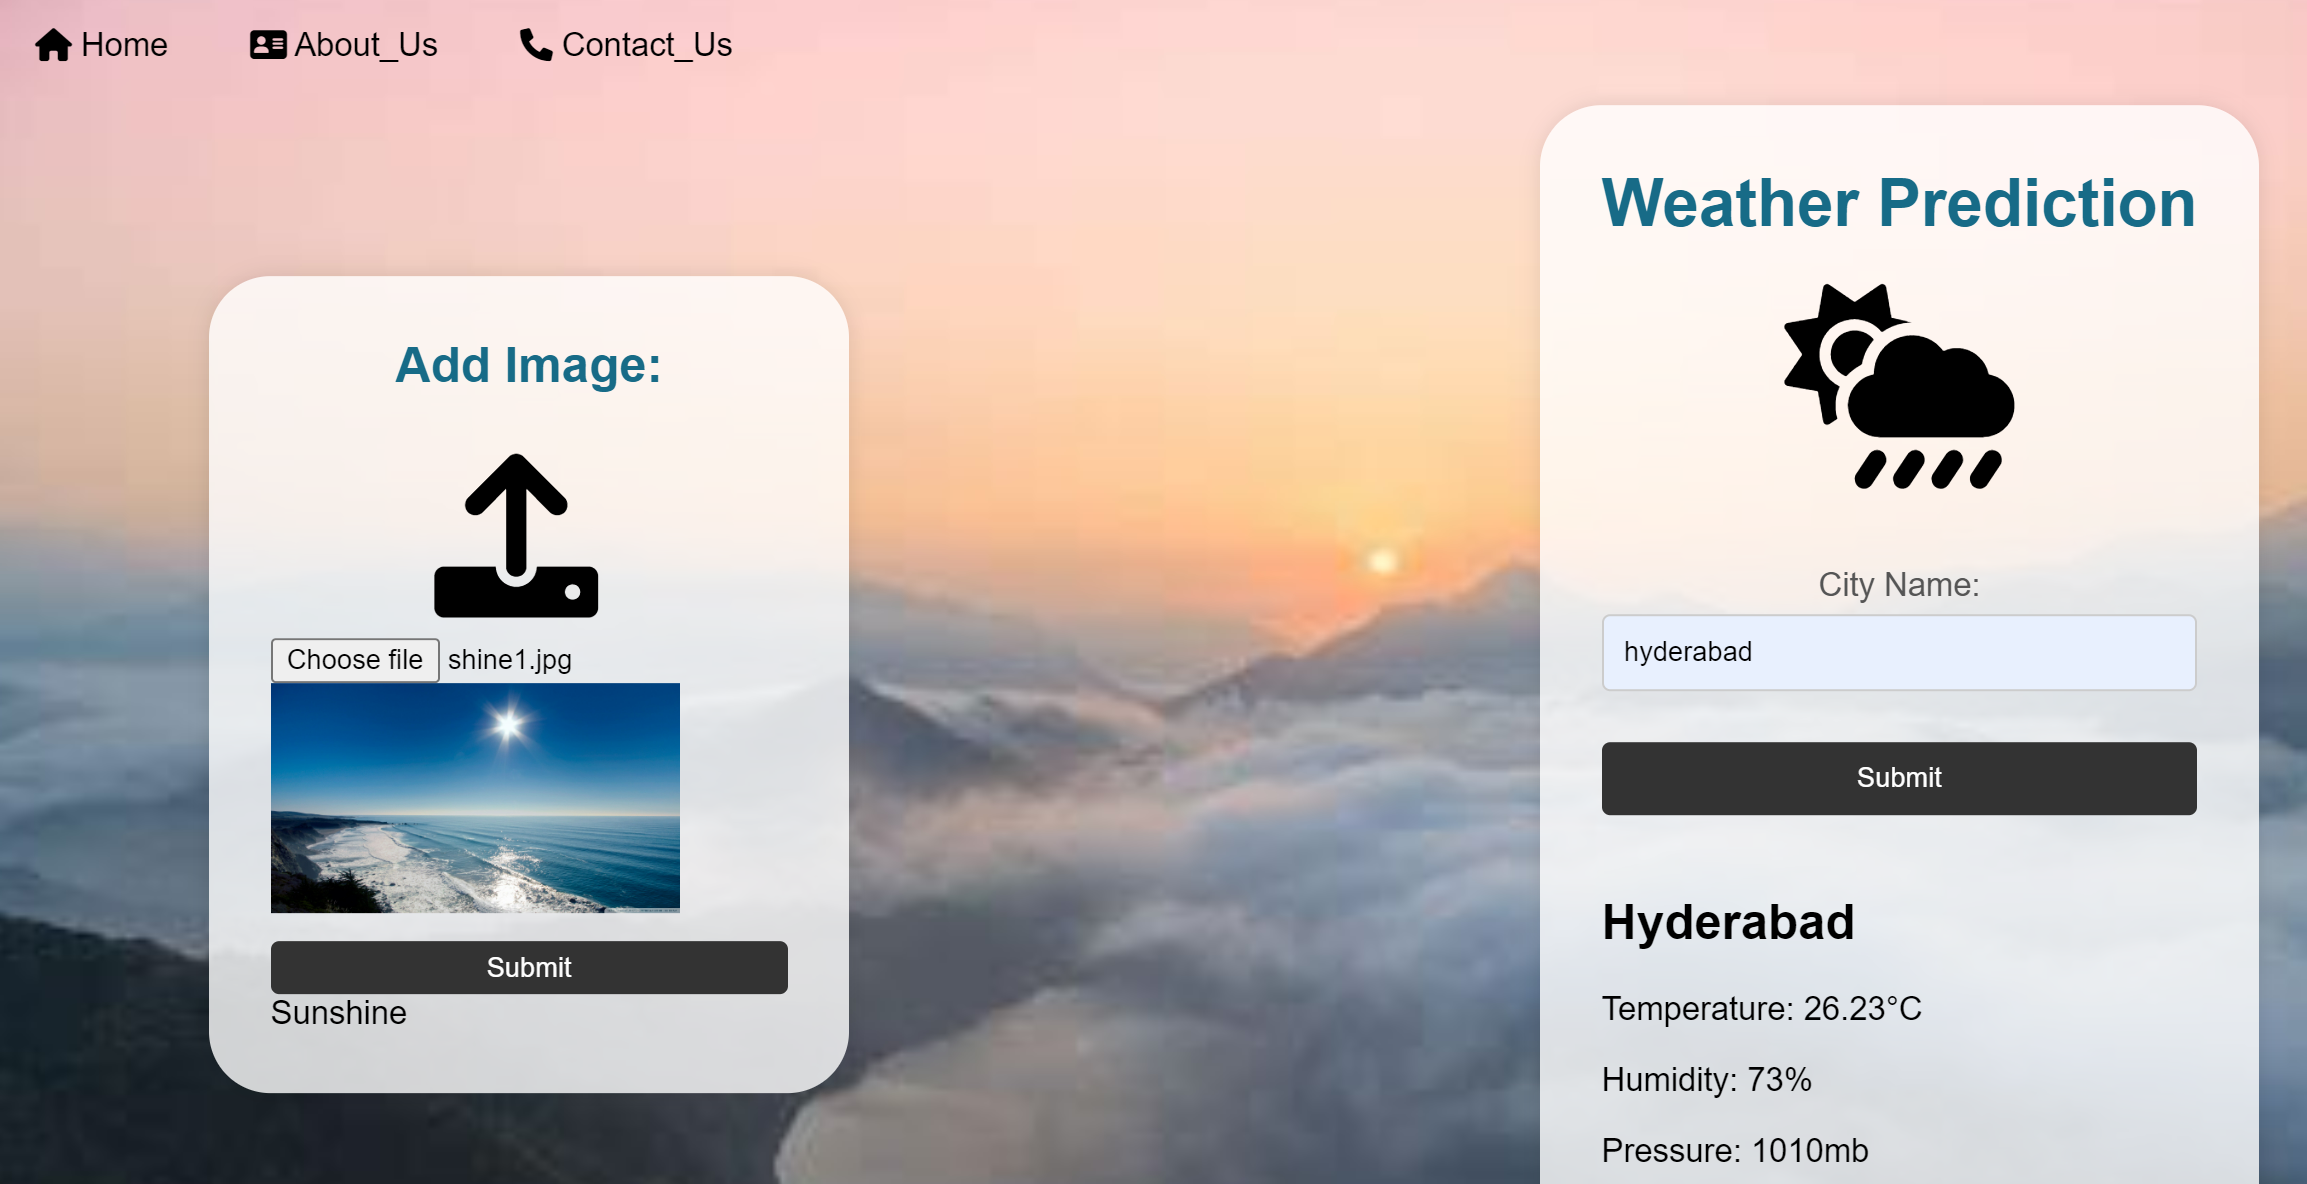 Home About_Us Contact_Us
Add Image:
Choose file shine1.jpg
Submit
Sunshine
Weather Prediction
City Name:
hyderabad
Submit
Hyderabad
Temperature: 26.23°C
Humidity: 73%
Pressure: 1010mb